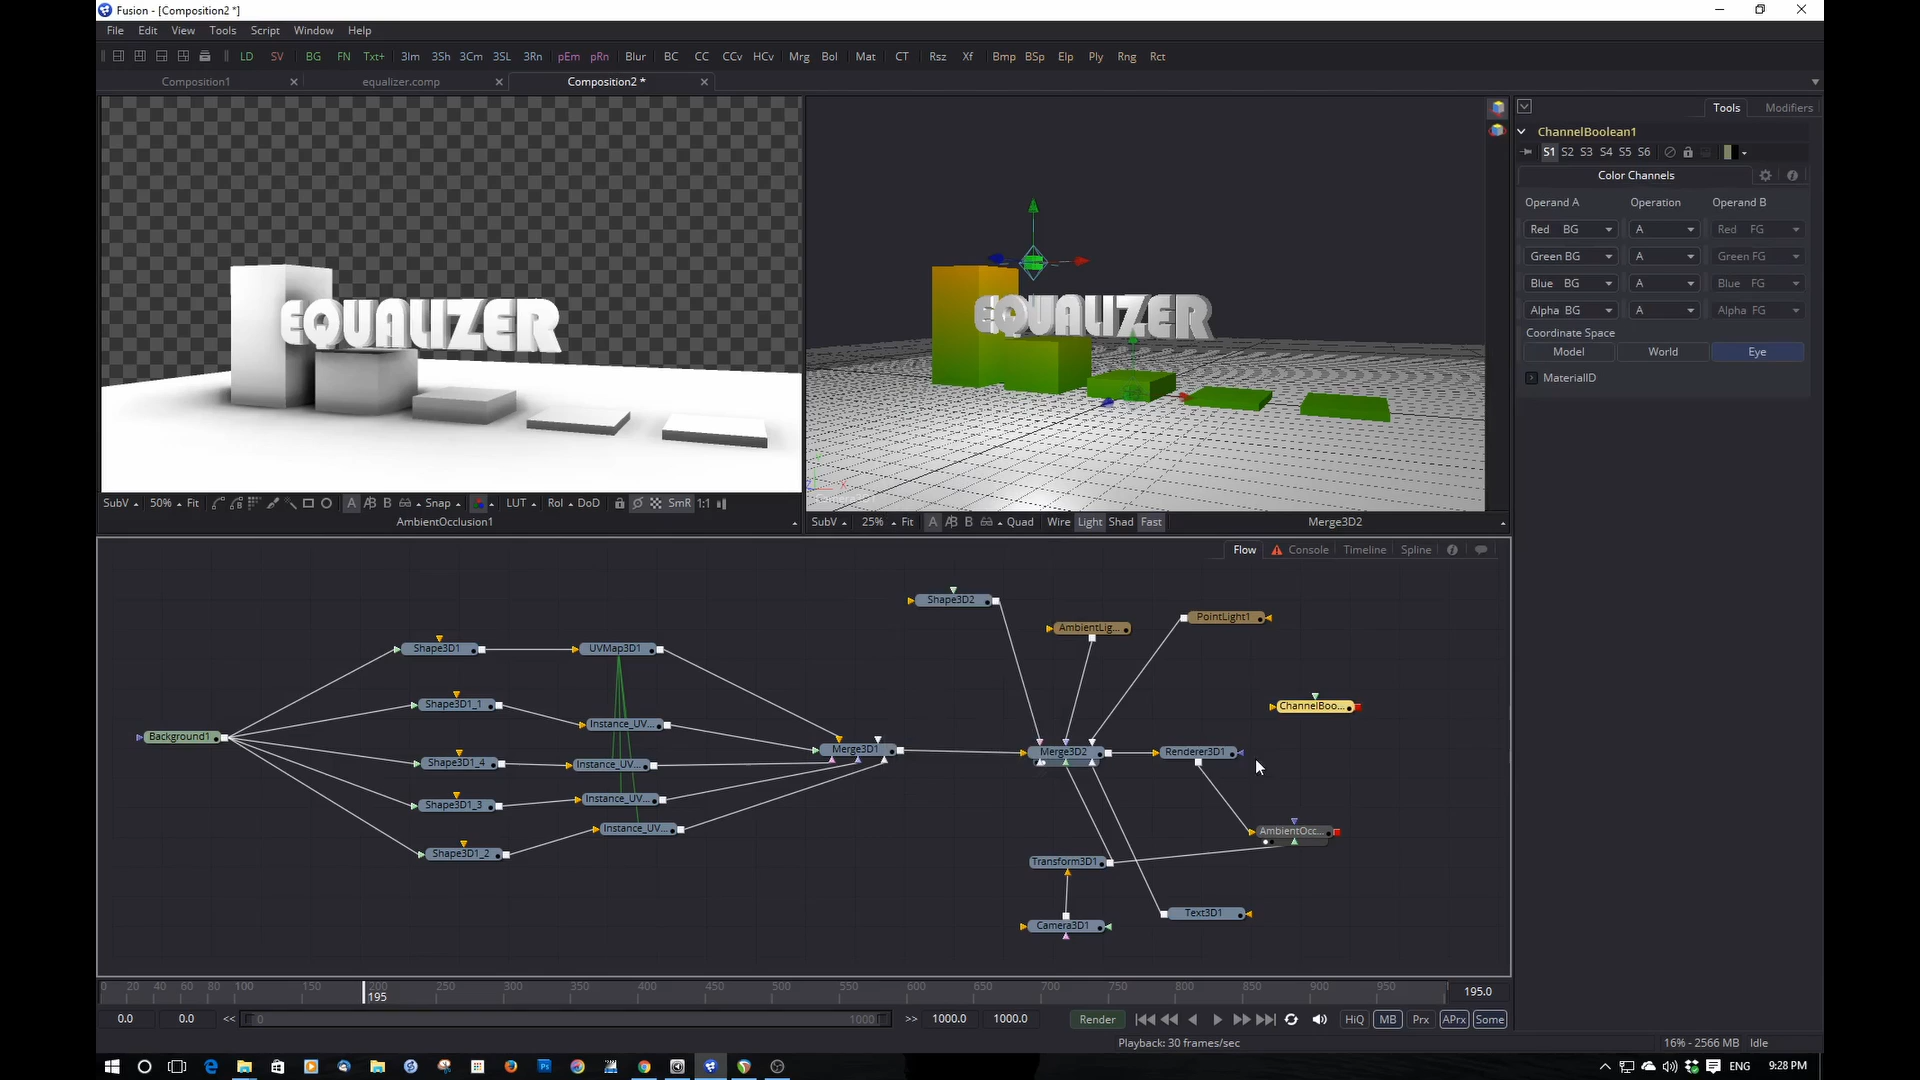 Fusion - [Composition2 *]
File Edit View Tools Script Window Help
LD SV BG FN Txt+ 3Im 3Sh 3Cm 3SL 3Rn pEm pRn Blur BC CC CCv HCv Mrg Bol Mat CT Rsz Xf Bmp BSp Elp Ply Rng Rct
Composition1 equalizer.comp Composition2 *
Tools Modifiers
ChannelBoolean1
S1 S2 S3 S4 S5 S6
Color Channels
Operand A Operation Operand B
Red BG A Red FG
Green BG A Green FG
Blue BG A Blue FG
Alpha BG A Alpha FG
Coordinate Space
Model World Eye
MaterialID
EQUALIZER
EQUALIZER
SubV 50% Fit A B Snap LUT RoI DoD SmR 1:1
AmbientOcclusion1
SubV 25% Fit A B Quad Wire Light Shad Fast Merge3D2
Flow Console Timeline Spline
Shape3D2
PointLight1
AmbientLig...
Shape3D1 UVMap3D1
Shape3D1_1
ChannelBoo...
Instance_UV...
Background1
Merge3D1 Merge3D2 Renderer3D1
Shape3D1_4 Instance_UV...
Shape3D1_3 Instance_UV...
Instance_UV... AmbientOcc...
Shape3D1_2 Transform3D1
Text3D1
Camera3D1
0 20 40 60 80 100 150 200 250 300 350 400 450 500 550 600 650 700 750 800 850 900 950
195 195.0
0.0 0.0 << 0 1000 >> 1000.0 1000.0 Render HiQ MB Prx APrx Some
Playback: 30 frames/sec 16% - 2566 MB Idle
ENG 9:28 PM